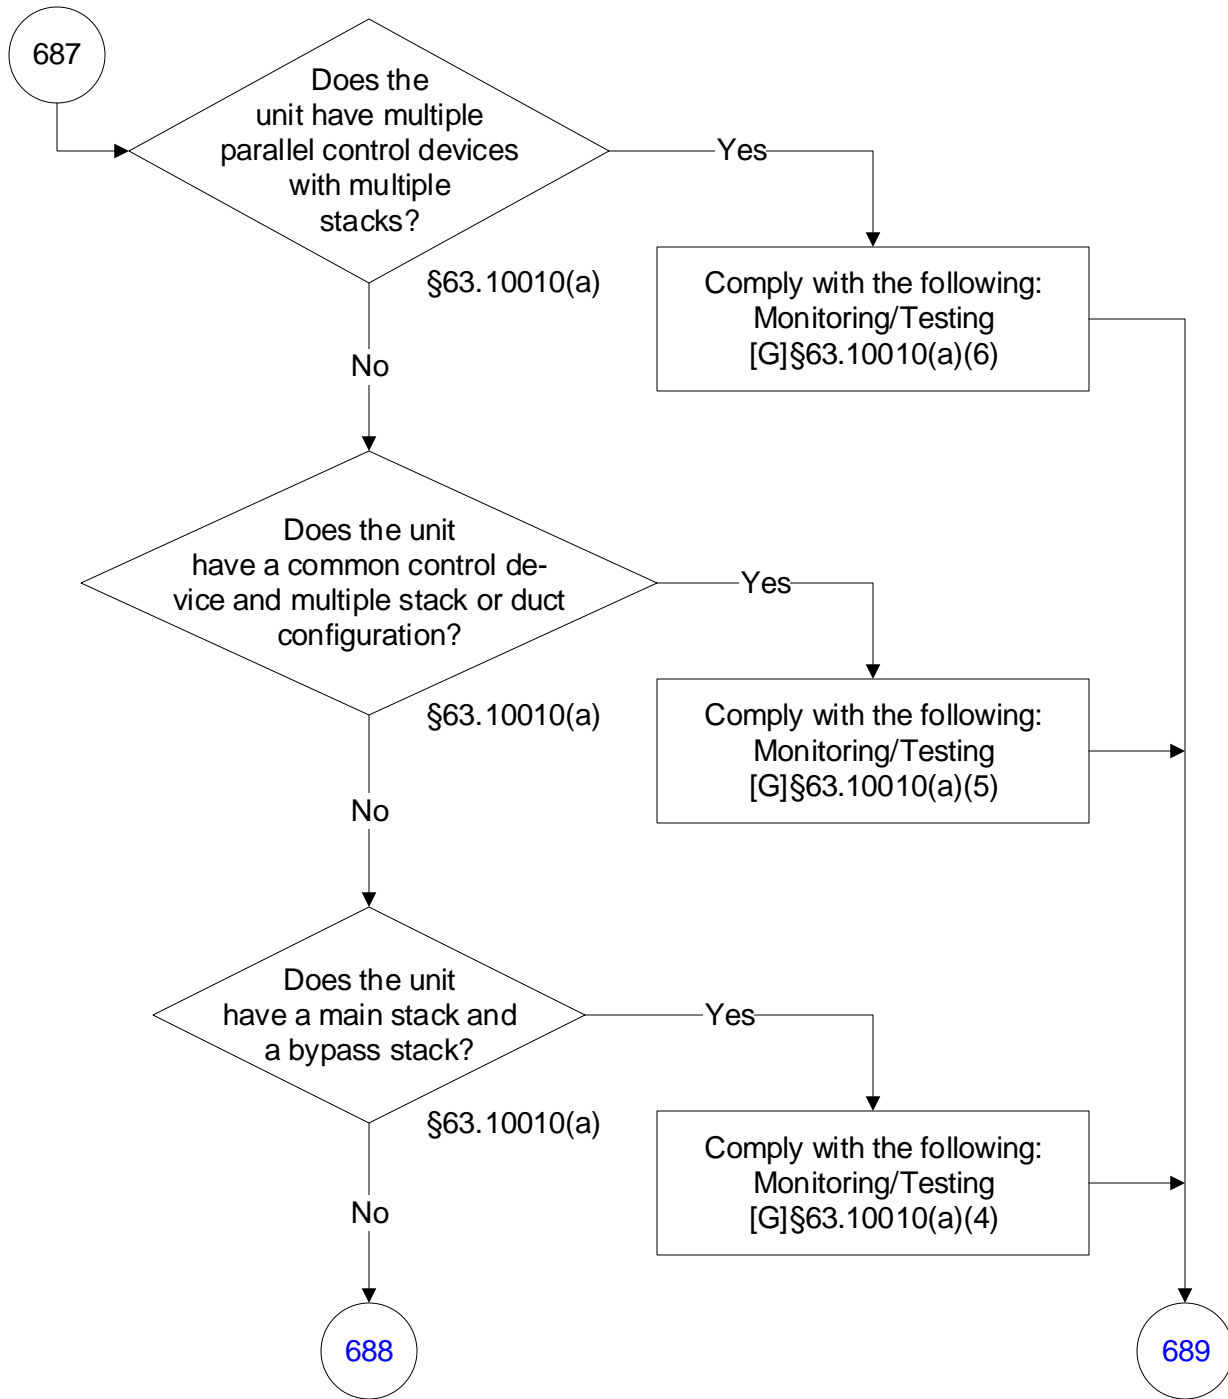 687
Does the
unit have multiple
parallel control devices
with multiple
stacks?
Yes
§63.10010(a)
Comply with the following:
Monitoring/Testing
[G]§63.10010(a)(6)
No
Does the unit
have a common control de-
vice and multiple stack or duct
configuration?
Yes
§63.10010(a)
Comply with the following:
Monitoring/Testing
[G]§63.10010(a)(5)
No
Does the unit
have a main stack and
a bypass stack?
Yes
§63.10010(a)
Comply with the following:
Monitoring/Testing
[G]§63.10010(a)(4)
No
688
689